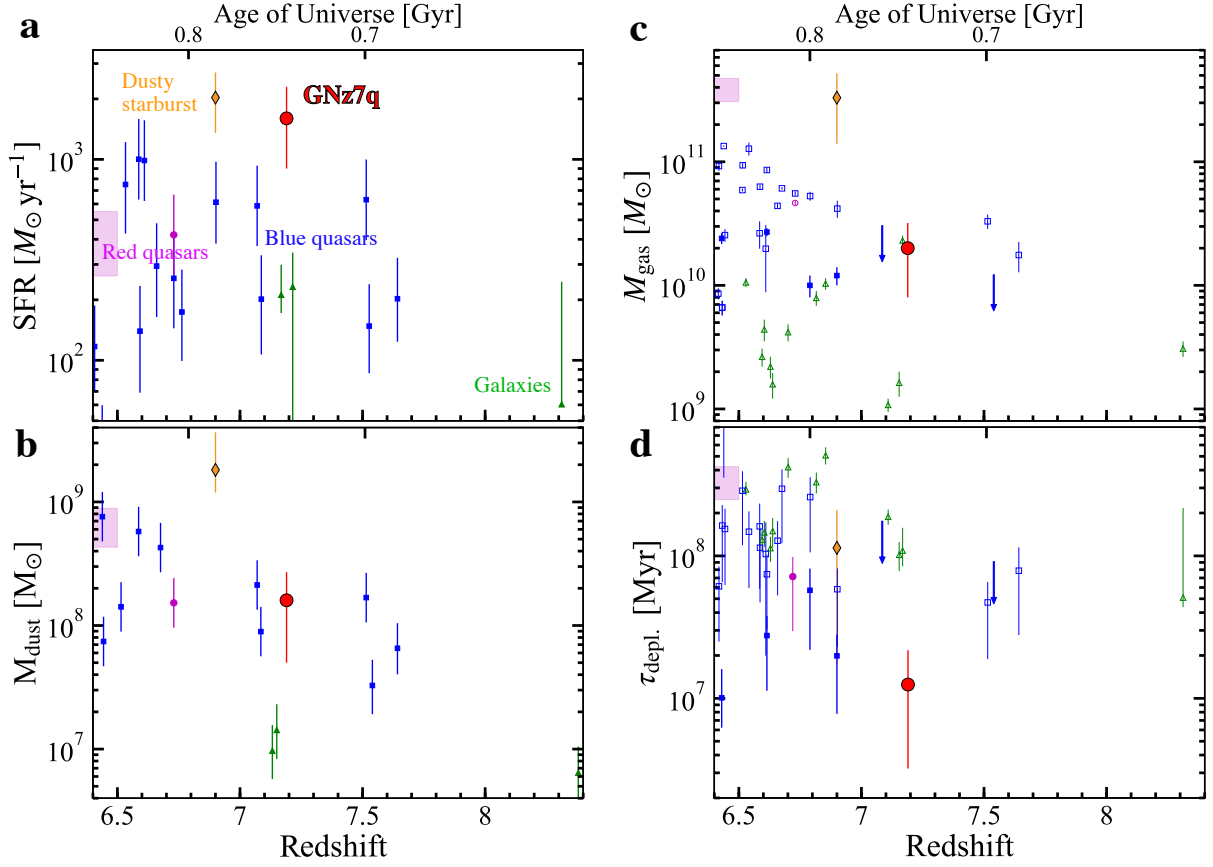 a
Age of Universe [Gyr]
0.8
0.7
Dusty
starburst
GNz7q
10³
SFR [M⊙ yr⁻¹]
Red quasars
Blue quasars
10²
Galaxies
b
10⁹
M_dust [M⊙]
10⁸
10⁷
6.5
7
7.5
8
Redshift
c
Age of Universe [Gyr]
0.8
0.7
10¹¹
M_gas [M⊙]
10¹⁰
10⁹
d
10⁸
τ_depl. [Myr]
10⁷
6.5
7
7.5
8
Redshift